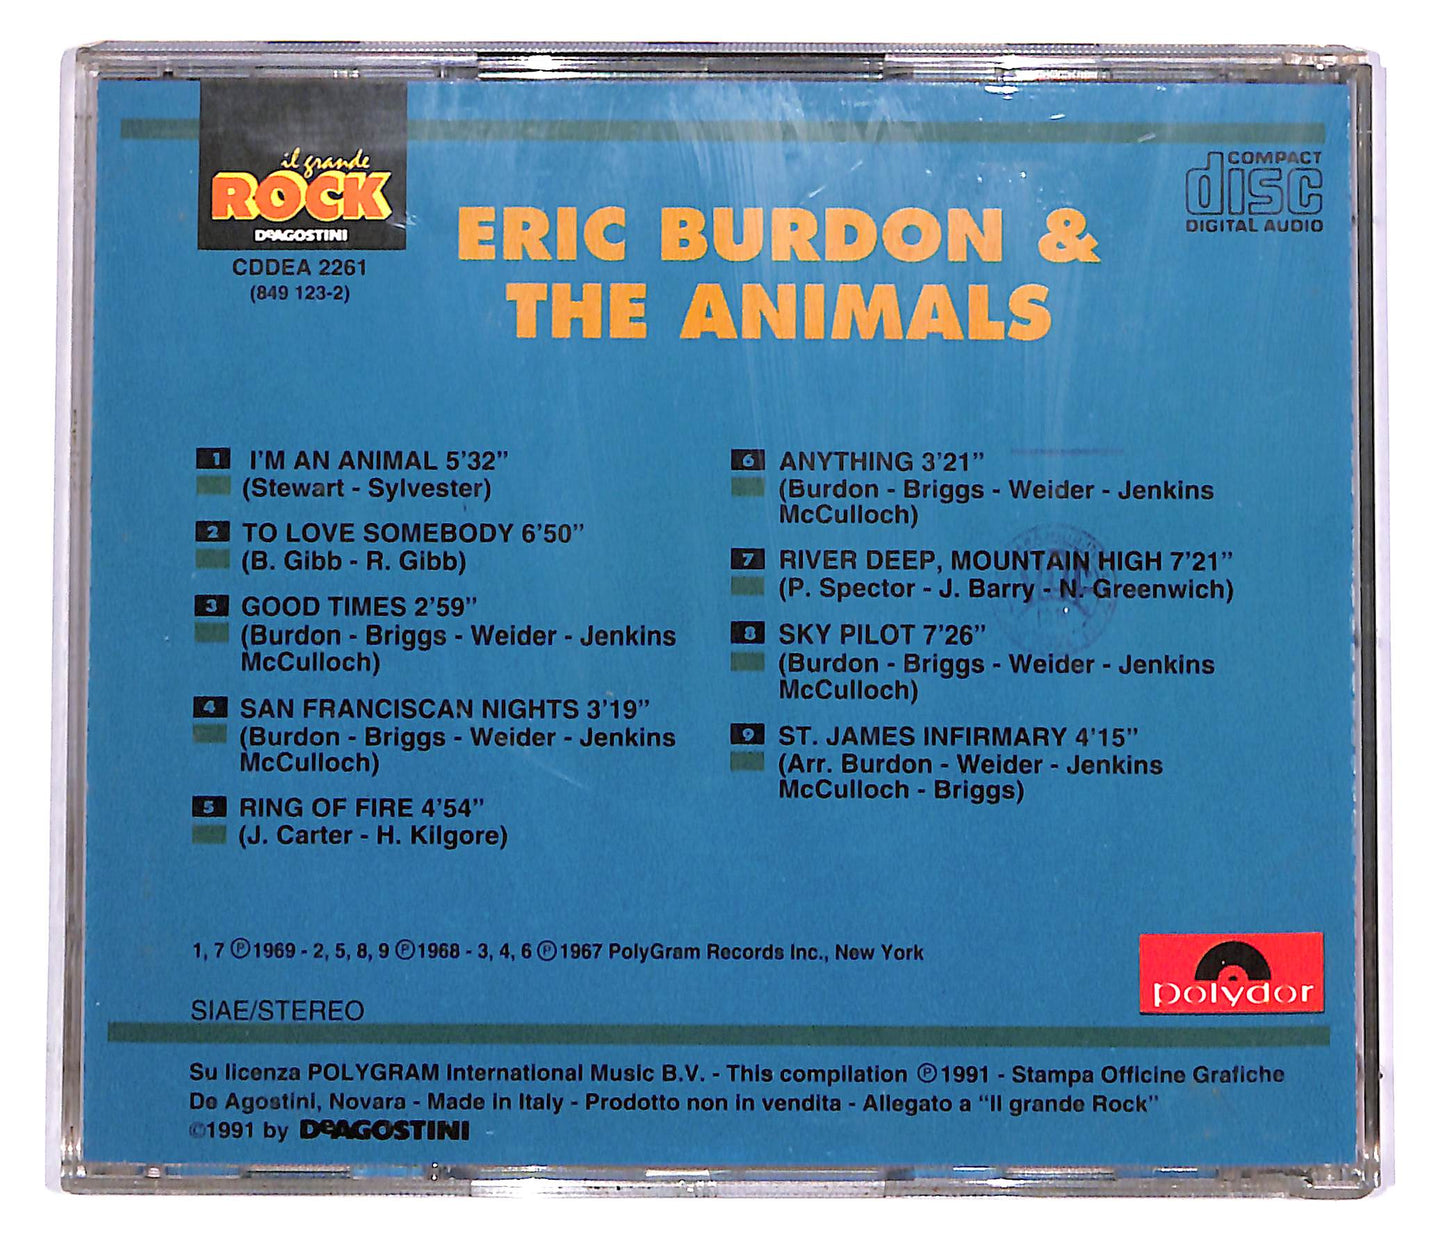 il grande
ROCK
DeAGOSTINI
CDDEA 2261
(849 123-2)
ERIC BURDON &
THE ANIMALS
COMPACT
disc
DIGITAL AUDIO
1 I'M AN ANIMAL 5'32"
(Stewart - Sylvester)
2 TO LOVE SOMEBODY 6'50"
(B. Gibb - R. Gibb)
3 GOOD TIMES 2'59"
(Burdon - Briggs - Weider - Jenkins
McCulloch)
4 SAN FRANCISCAN NIGHTS 3'19"
(Burdon - Briggs - Weider - Jenkins
McCulloch)
5 RING OF FIRE 4'54"
(J. Carter - H. Kilgore)
6 ANYTHING 3'21"
(Burdon - Briggs - Weider - Jenkins
McCulloch)
7 RIVER DEEP, MOUNTAIN HIGH 7'21"
(P. Spector - J. Barry - N. Greenwich)
8 SKY PILOT 7'26"
(Burdon - Briggs - Weider - Jenkins
McCulloch)
9 ST. JAMES INFIRMARY 4'15"
(Arr. Burdon - Weider - Jenkins
McCulloch - Briggs)
1, 7 ℗1969 - 2, 5, 8, 9 ℗1968 - 3, 4, 6 ℗1967 PolyGram Records Inc., New York
polydor
SIAE/STEREO
Su licenza POLYGRAM International Music B.V. - This compilation ℗1991 - Stampa Officine Grafiche
De Agostini, Novara - Made in Italy - Prodotto non in vendita - Allegato a "Il grande Rock"
©1991 by DeAGOSTINI